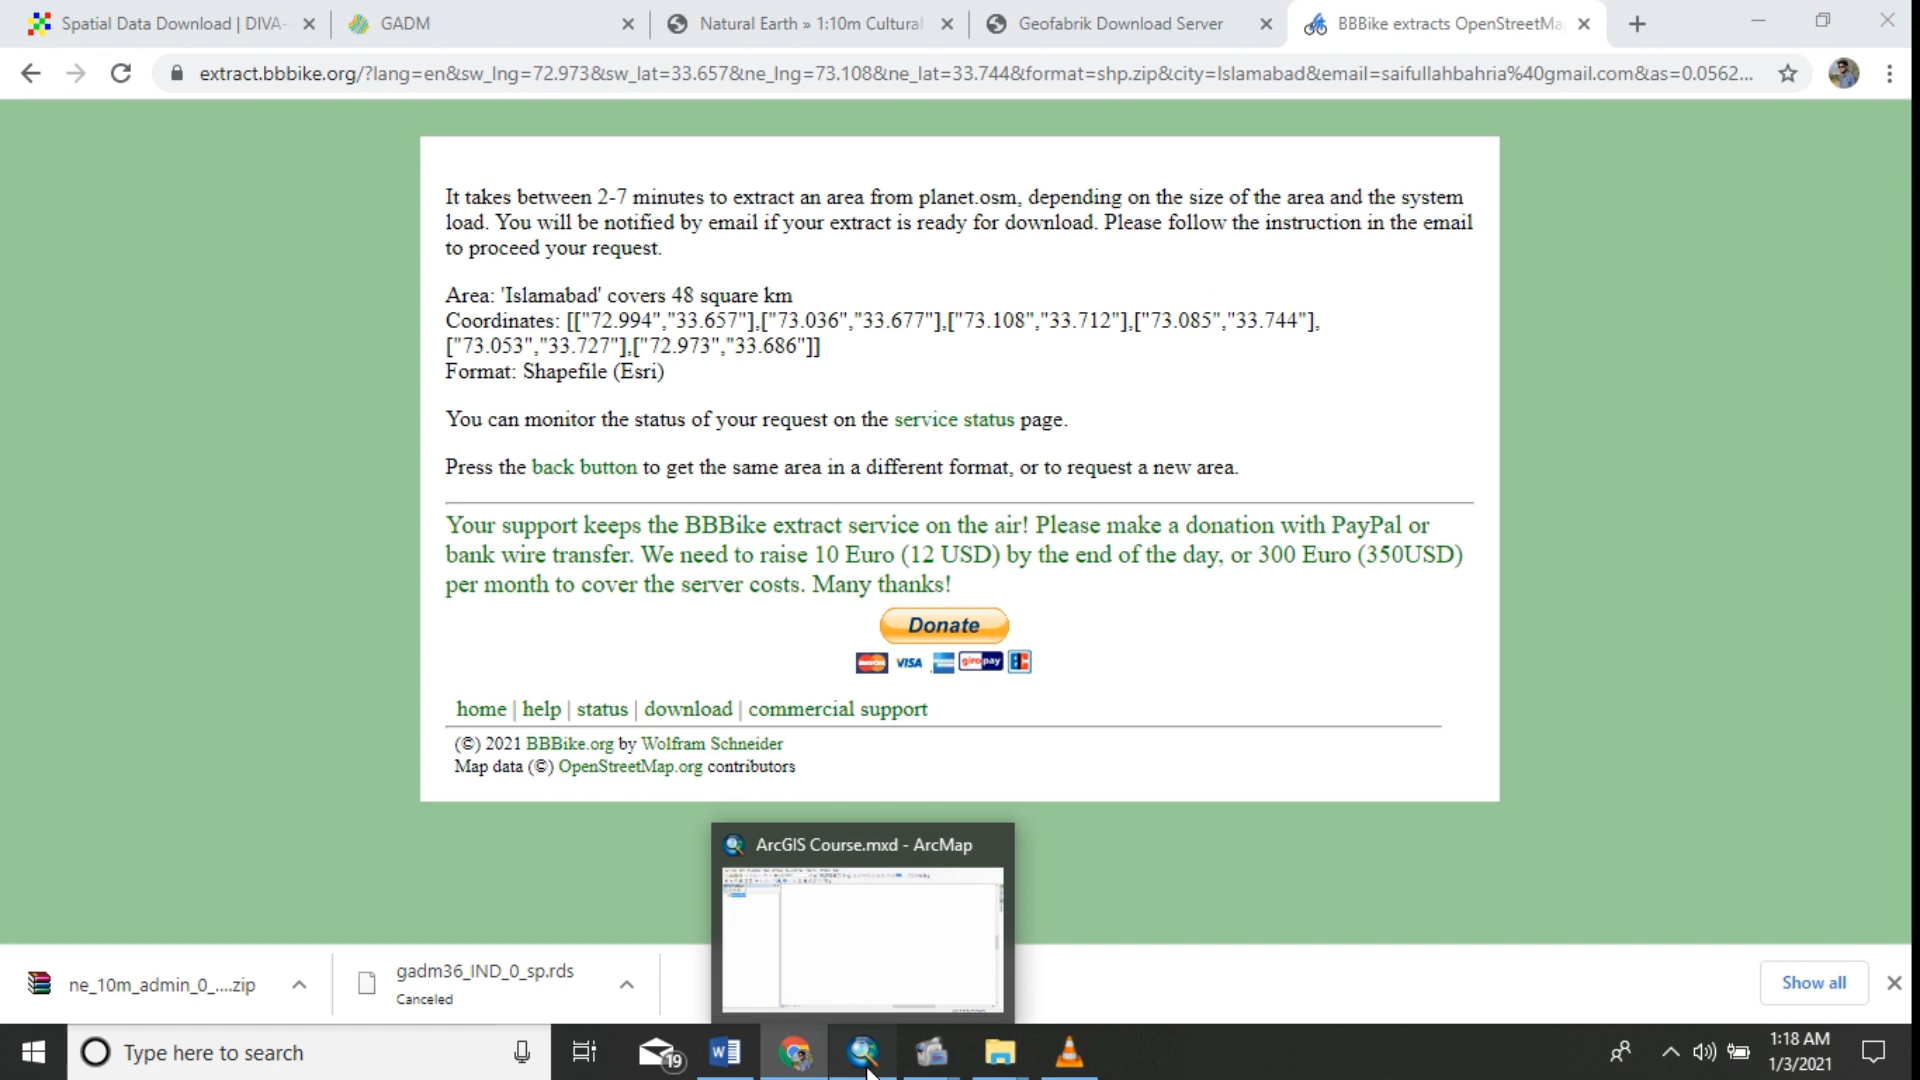 Spatial Data Download | DIVA-
GADM
Natural Earth » 1:10m Cultural
Geofabrik Download Server
BBBike extracts OpenStreetMa
extract.bbbike.org/?lang=en&sw_lng=72.973&sw_lat=33.657&ne_lng=73.108&ne_lat=33.744&format=shp.zip&city=Islamabad&email=saifullahbahria%40gmail.com&as=0.0562...
It takes between 2-7 minutes to extract an area from planet.osm, depending on the size of the area and the system
load. You will be notified by email if your extract is ready for download. Please follow the instruction in the email
to proceed your request.
Area: 'Islamabad' covers 48 square km
Coordinates: [["72.994","33.657"],["73.036","33.677"],["73.108","33.712"],["73.085","33.744"],
["73.053","33.727"],["72.973","33.686"]]
Format: Shapefile (Esri)
You can monitor the status of your request on the service status page.
Press the back button to get the same area in a different format, or to request a new area.
Your support keeps the BBBike extract service on the air! Please make a donation with PayPal or
bank wire transfer. We need to raise 10 Euro (12 USD) by the end of the day, or 300 Euro (350USD)
per month to cover the server costs. Many thanks!
Donate
MasterCard VISA giropay
home | help | status | download | commercial support
(©) 2021 BBBike.org by Wolfram Schneider
Map data (©) OpenStreetMap.org contributors
ArcGIS Course.mxd - ArcMap
ne_10m_admin_0_....zip
gadm36_IND_0_sp.rds
Canceled
Show all
Type here to search
19
1:18 AM
1/3/2021